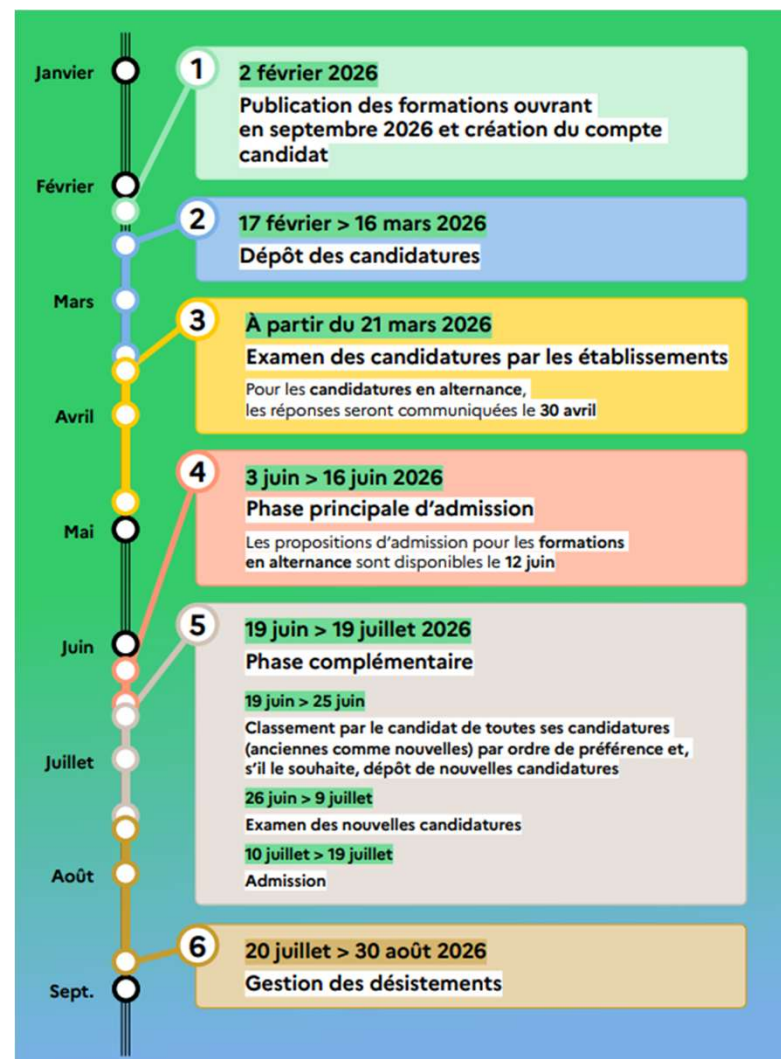 Janvier
1
2 février 2026
Publication des formations ouvrant
en septembre 2026 et création du compte
candidat
Février
2
17 février > 16 mars 2026
Dépôt des candidatures
Mars
3
À partir du 21 mars 2026
Examen des candidatures par les établissements
Pour les candidatures en alternance,
les réponses seront communiquées le 30 avril
Avril
4
3 juin > 16 juin 2026
Phase principale d’admission
Les propositions d’admission pour les formations
en alternance sont disponibles le 12 juin
Mai
Juin
5
19 juin > 19 juillet 2026
Phase complémentaire
19 juin > 25 juin
Classement par le candidat de toutes ses candidatures
(anciennes comme nouvelles) par ordre de préférence et,
s’il le souhaite, dépôt de nouvelles candidatures
Juillet
26 juin > 9 juillet
Examen des nouvelles candidatures
10 juillet > 19 juillet
Admission
Août
6
20 juillet > 30 août 2026
Gestion des désistements
Sept.